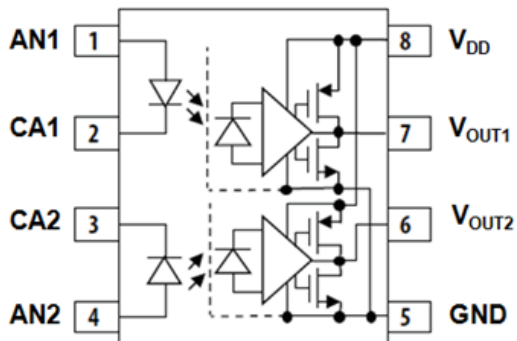 AN1 1 8 VDD
CA1 2 7 VOUT1
CA2 3 6 VOUT2
AN2 4 5 GND